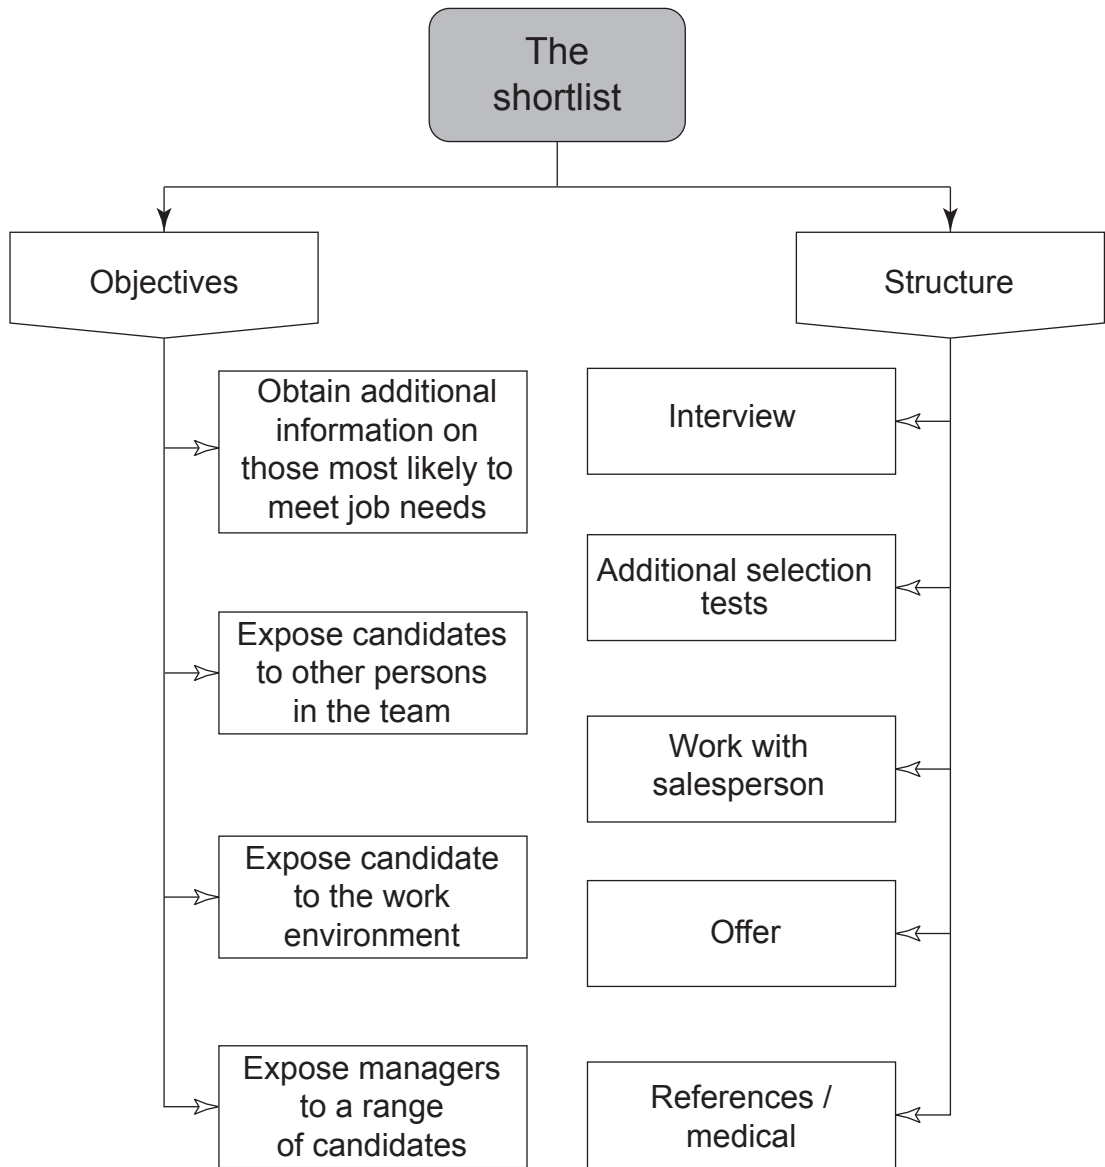 The
shortlist
Objectives
Structure
Obtain additional
information on
those most likely to
meet job needs
Expose candidates
to other persons
in the team
Expose candidate
to the work
environment
Expose managers
to a range
of candidates
Interview
Additional selection
tests
Work with
salesperson
Offer
References /
medical